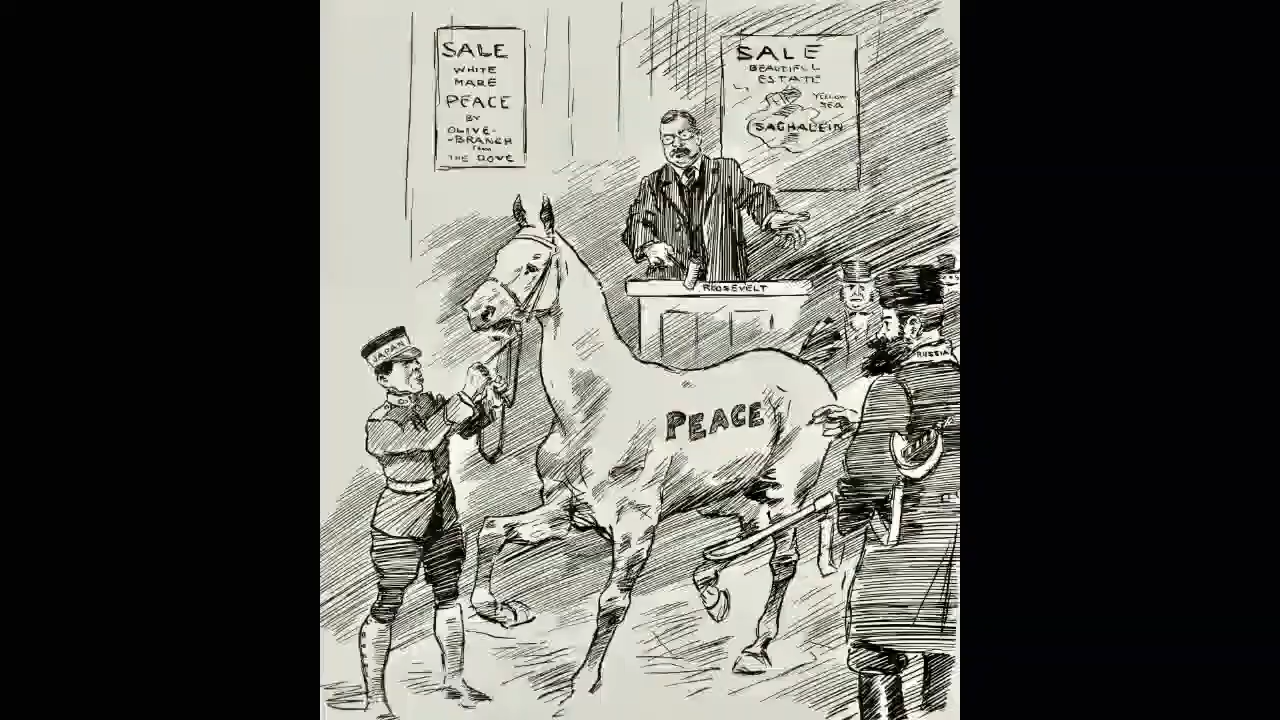 SALE
WHITE
MARE
PEACE
BY
OLIVE-
-BRANCH
FROM
THE DOVE
SALE
BEAUTIFUL
ESTATE
YELLOW
SEA
SAGHALEIN
ROOSEVELT
JAPAN
RUSSIA
PEACE